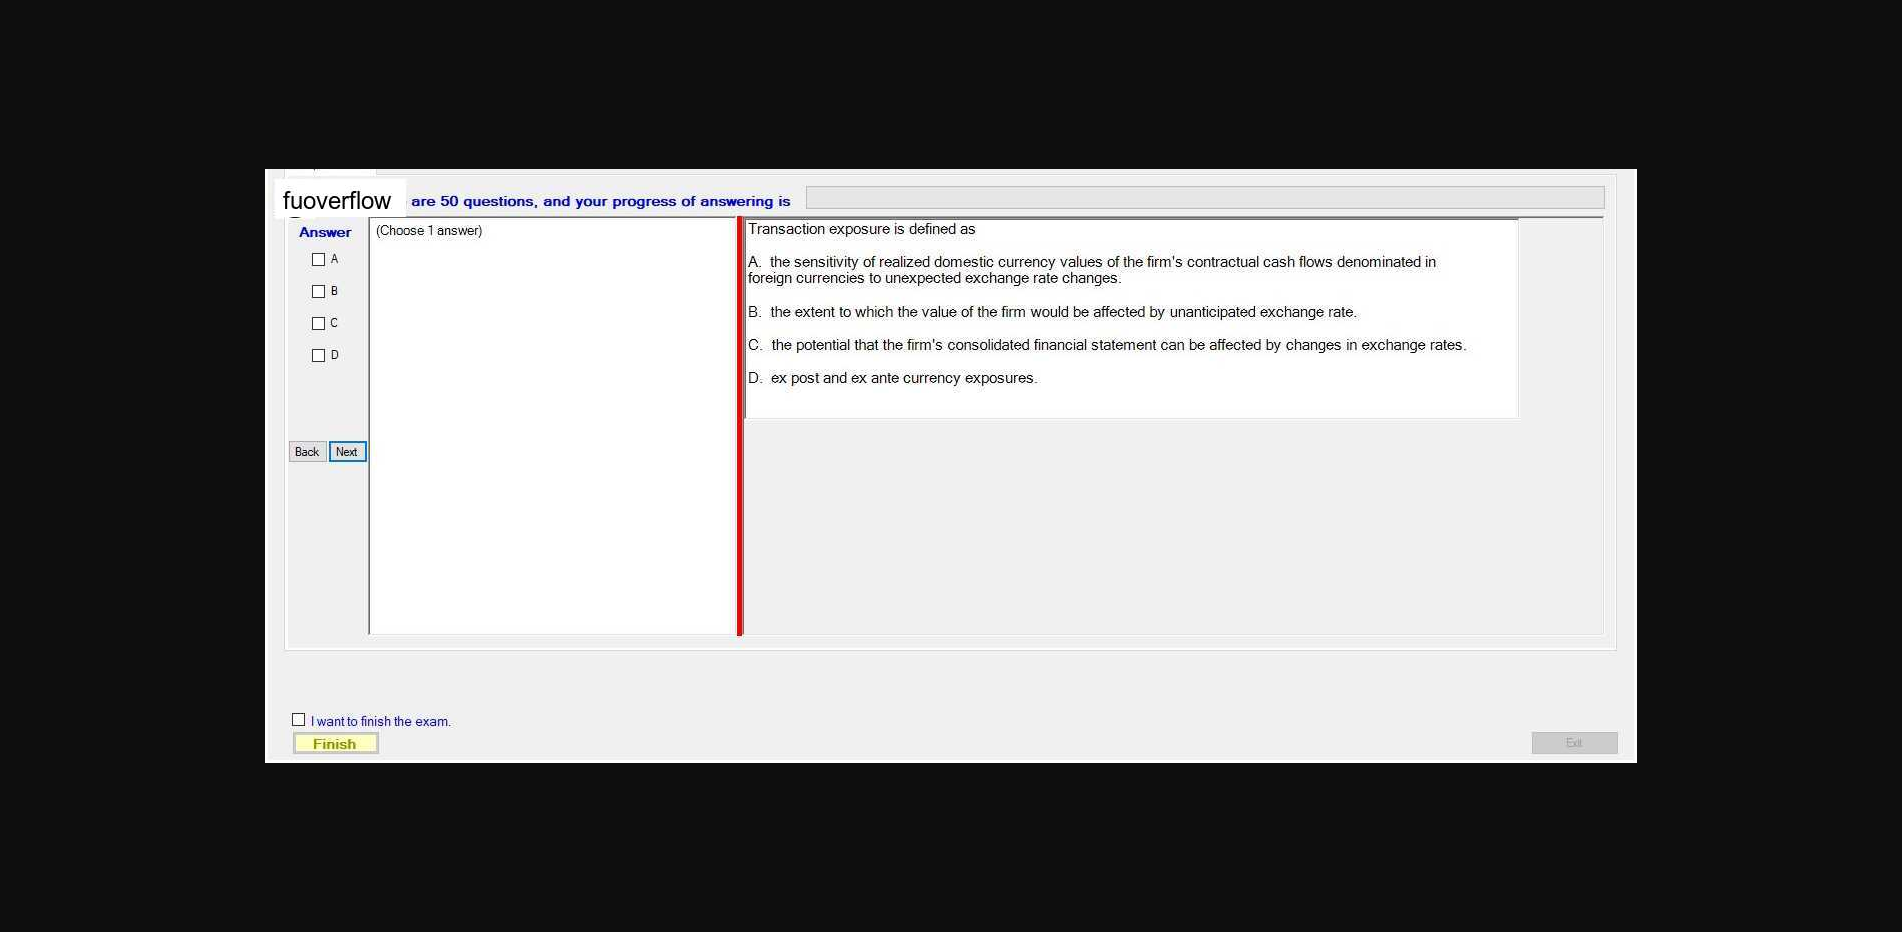 fuoverflow are 50 questions, and your progress of answering is
Answer
(Choose 1 answer)
A
B
C
D
Back Next
Transaction exposure is defined as
A. the sensitivity of realized domestic currency values of the firm's contractual cash flows denominated in
foreign currencies to unexpected exchange rate changes.
B. the extent to which the value of the firm would be affected by unanticipated exchange rate.
C. the potential that the firm's consolidated financial statement can be affected by changes in exchange rates.
D. ex post and ex ante currency exposures.
I want to finish the exam.
Finish
Exit